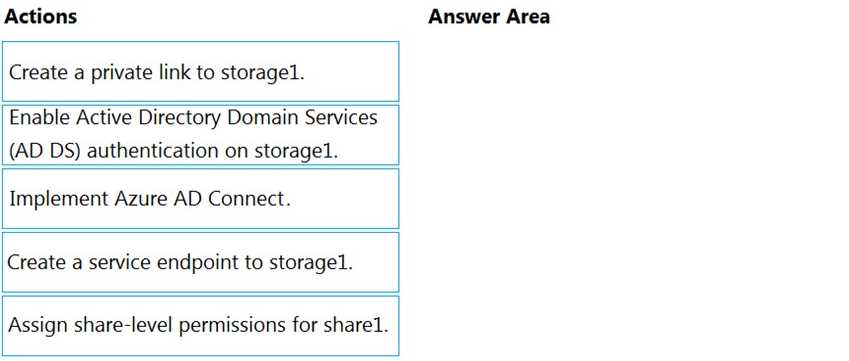 Actions
Answer Area
Create a private link to storage1.
Enable Active Directory Domain Services
(AD DS) authentication on storage1.
Implement Azure AD Connect.
Create a service endpoint to storage1.
Assign share-level permissions for share1.